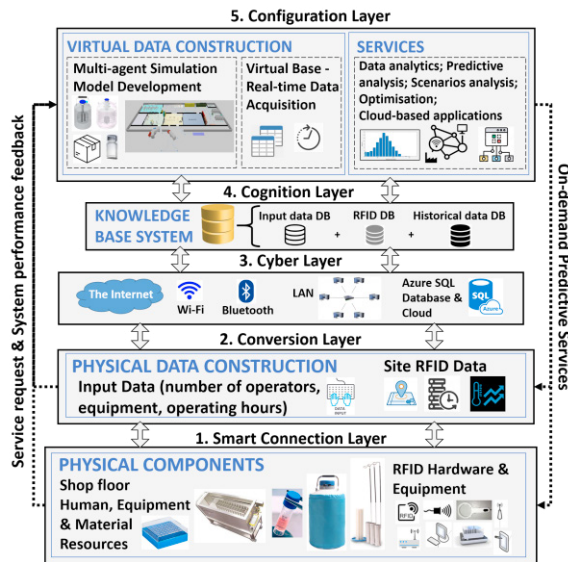 5. Configuration Layer
VIRTUAL DATA CONSTRUCTION
Multi-agent Simulation
Model Development
Virtual Base -
Real-time Data
Acquisition
SERVICES
Data analytics; Predictive
analysis; Scenarios analysis;
Optimisation;
Cloud-based applications
4. Cognition Layer
KNOWLEDGE
BASE SYSTEM
Input data DB
RFID DB
Historical data DB
+
+
3. Cyber Layer
The Internet
Wi-Fi
Bluetooth
LAN
Azure SQL
Database &
Cloud
SQL
Azure
2. Conversion Layer
PHYSICAL DATA CONSTRUCTION
Input Data (number of operators,
equipment, operating hours)
DATA
INPUT
Site RFID Data
1. Smart Connection Layer
PHYSICAL COMPONENTS
Shop floor
Human, Equipment
& Material
Resources
RFID Hardware &
Equipment
RFID
Service request & System performance feedback
On-demand Predictive Services